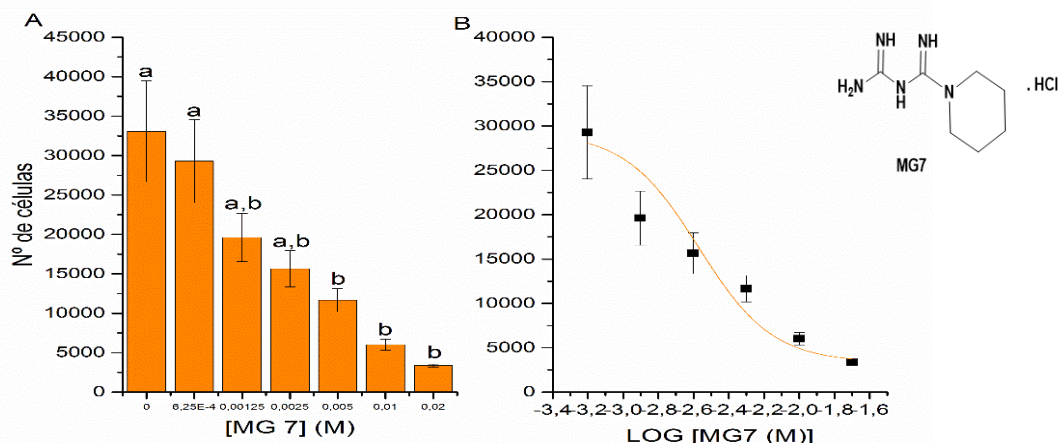 A
45000
40000
35000
30000
25000
20000
15000
10000
5000
0
Nº de células
a
a
a,b
a,b
b
b
b
0 6,25E-4 0,00125 0,0025 0,005 0,01 0,02
[MG 7] (M)
B
40000
35000
30000
25000
20000
15000
10000
5000
0
-3,4 -3,2 -3,0 -2,8 -2,6 -2,4 -2,2 -2,0 -1,8 -1,6
LOG [MG7 (M)]
NH NH
H₂N N N . HCl
H
MG7